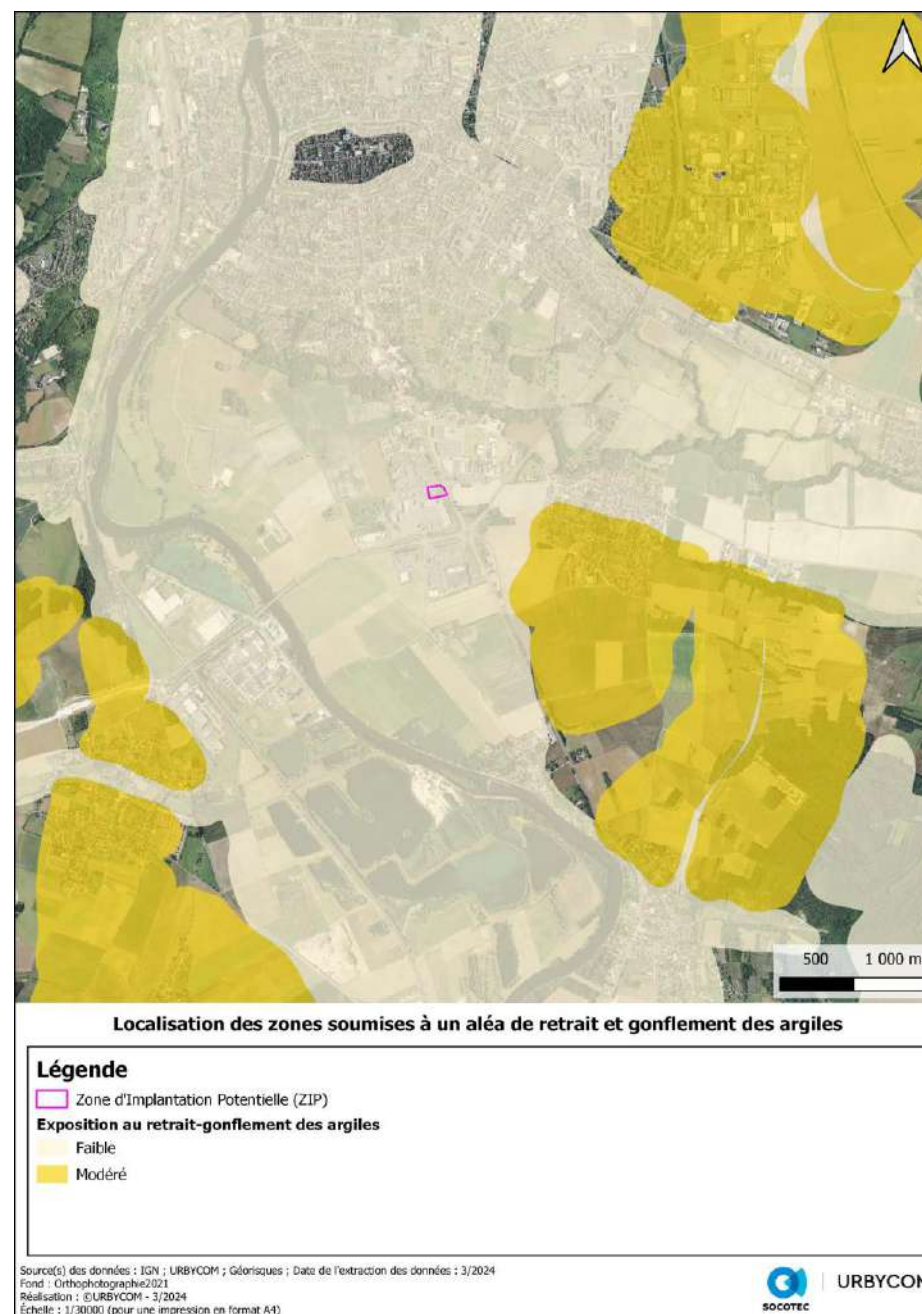 500 1 000 m
Localisation des zones soumises à un aléa de retrait et gonflement des argiles
Légende
Zone d'Implantation Potentielle (ZIP)
Exposition au retrait-gonflement des argiles
Faible
Modéré
Source(s) des données : IGN ; URBYCOM ; Géorisques ; Date de l'extraction des données : 3/2024
Fond : Orthophotographie2021
Réalisation : ©URBYCOM - 3/2024
Échelle : 1/30000 (pour une impression en format A4)
SOCOTEC
URBYCOM